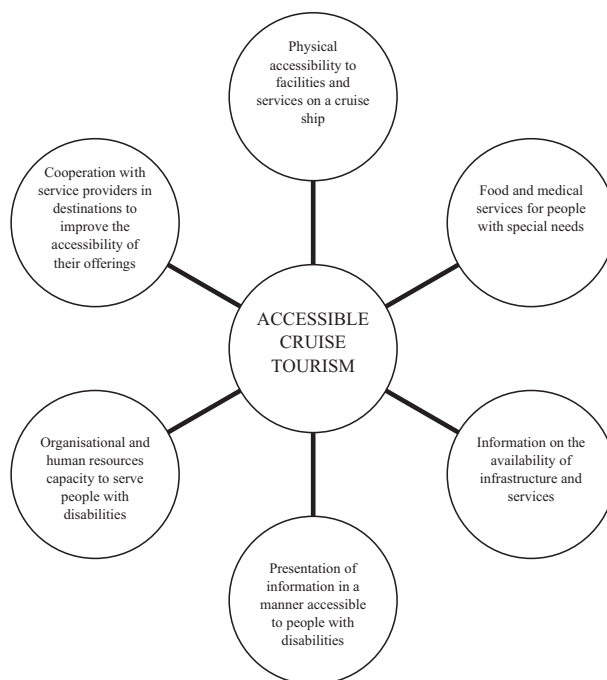 Physical
accessibility to
facilities and
services on a cruise
ship
Cooperation with
service providers in
destinations to
improve the
accessibility of
their offerings
Food and medical
services for people
with special needs
ACCESSIBLE
CRUISE
TOURISM
Organisational and
human resources
capacity to serve
people with
disabilities
Information on the
availability of
infrastructure and
services
Presentation of
information in a
manner accessible
to people with
disabilities